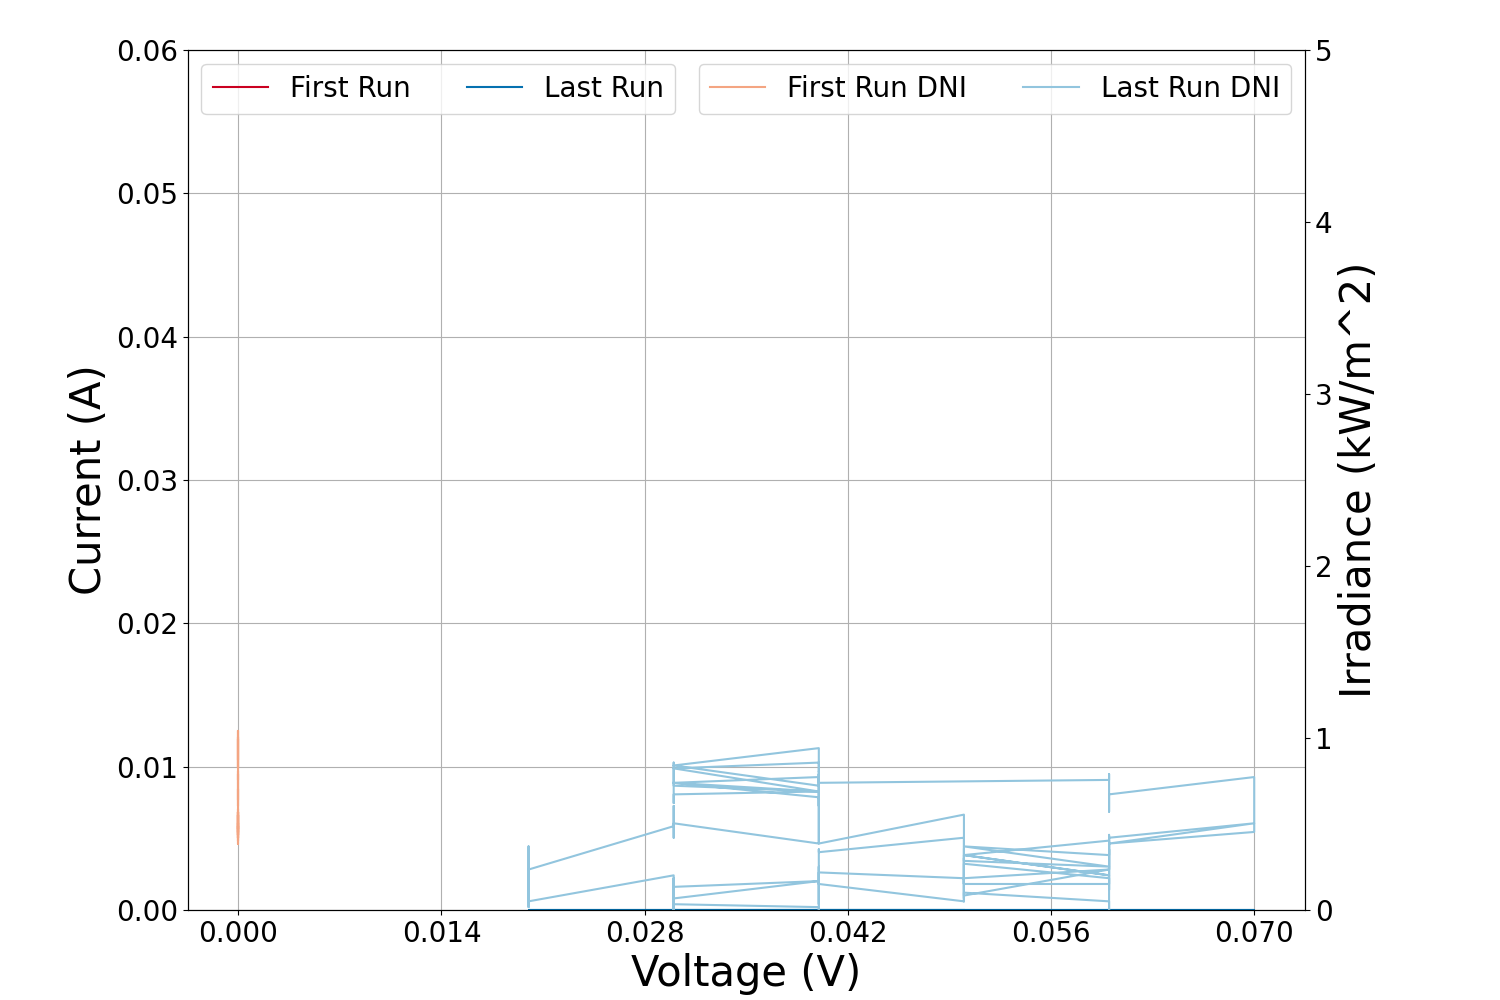 First Run
Last Run
First Run DNI
Last Run DNI
0.06
0.05
0.04
0.03
0.02
0.01
0.00
Current (A)
5
4
3
2
1
0
Irradiance (kW/m^2)
0.000 0.014 0.028 0.042 0.056 0.070
Voltage (V)